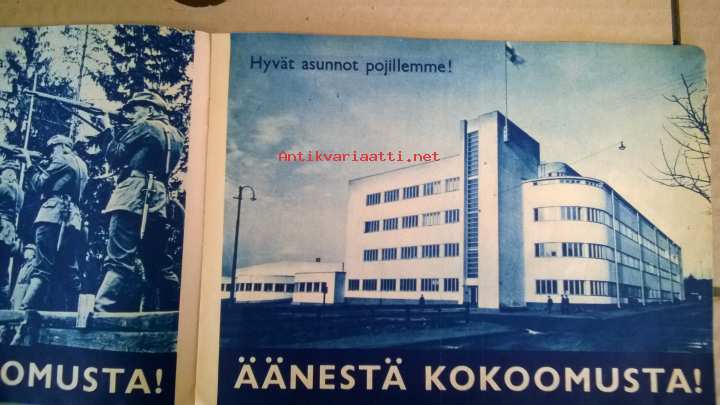 Hyvät asunnot pojillemme!
Antikvariaatti.net
OMUSTA!
ÄÄNESTÄ KOKOOMUSTA!